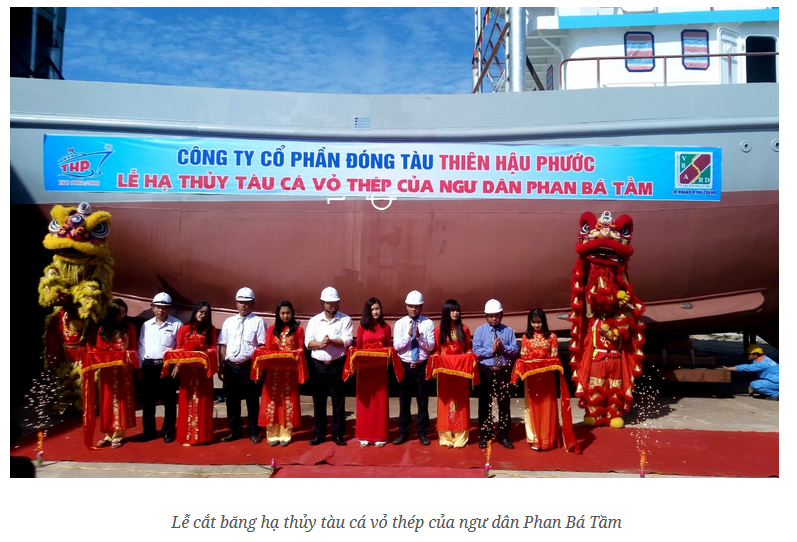 CÔNG TY CỔ PHẦN ĐÓNG TÀU THIÊN HẬU PHƯỚC
LỄ HẠ THỦY TÀU CÁ VỎ THÉP CỦA NGƯ DÂN PHAN BÁ TẦM
THP
VB
A RD
Lễ cắt băng hạ thủy tàu cá vỏ thép của ngư dân Phan Bá Tầm